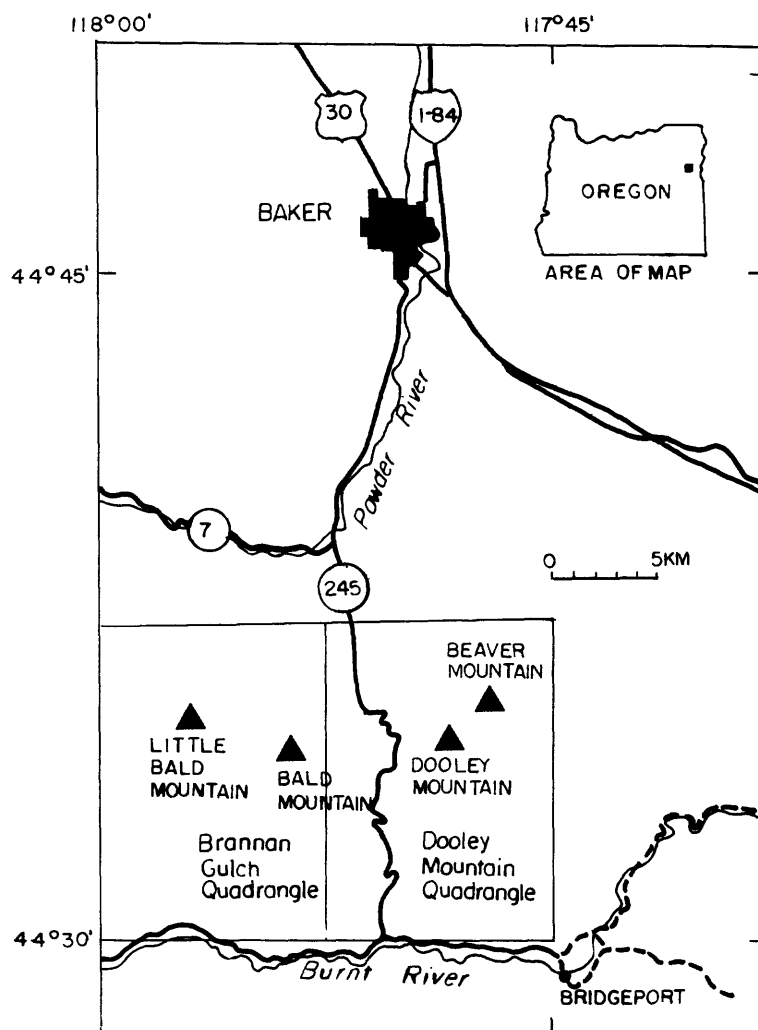 118°00'
117°45'
30
I-84
OREGON
BAKER
44°45'
AREA OF MAP
Powder River
7
0 5KM
245
BEAVER
MOUNTAIN
LITTLE
BALD
MOUNTAIN
BALD
MOUNTAIN
DOOLEY
MOUNTAIN
Brannan
Gulch
Quadrangle
Dooley
Mountain
Quadrangle
44°30'
Burnt River
BRIDGEPORT